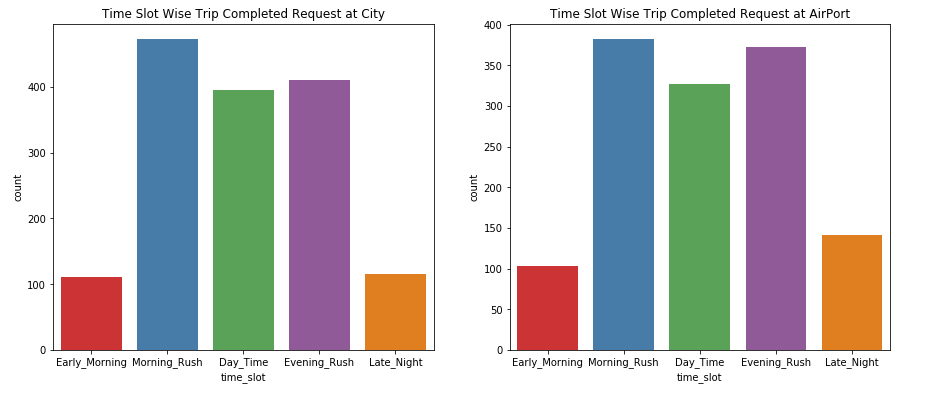 Time Slot Wise Trip Completed Request at City
count
400
300
200
100
0
Early_Morning Morning_Rush Day_Time Evening_Rush Late_Night
time_slot
Time Slot Wise Trip Completed Request at AirPort
count
400
350
300
250
200
150
100
50
0
Early_Morning Morning_Rush Day_Time Evening_Rush Late_Night
time_slot